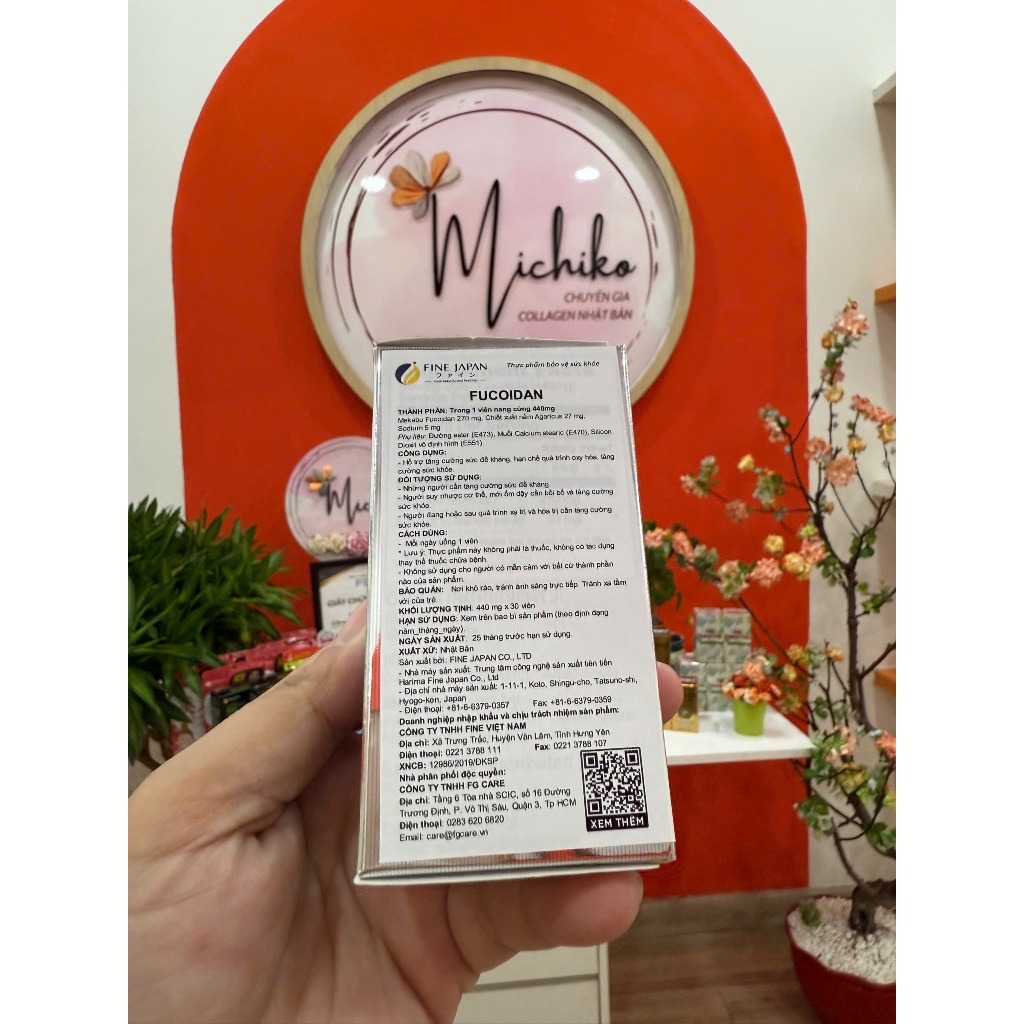 Michiko
CHUYÊN GIA
COLLAGEN NHẬT BẢN
FINE JAPAN
ファイン
Thực phẩm bảo vệ sức khỏe
FUCOIDAN
THÀNH PHẦN: Trong 1 viên nang cứng 440mg
Mekabu Fucoidan 270 mg, Chiết xuất nấm Agaricus 27 mg,
Sodium 5 mg
Phụ liệu: Đường ester (E473), Muối Calcium stearic (E470), Silicon
Dioxit vô định hình (E551).
CÔNG DỤNG:
- Hỗ trợ tăng cường sức đề kháng, hạn chế quá trình oxy hóa, tăng
cường sức khỏe.
ĐỐI TƯỢNG SỬ DỤNG:
- Những người cần tăng cường sức đề kháng
- Người suy nhược cơ thể, mới ốm dậy cần bồi bổ và tăng cường
sức khỏe.
- Người đang hoặc sau quá trình xạ trị và hóa trị cần tăng cường
sức khỏe.
CÁCH DÙNG:
- Mỗi ngày uống 1 viên
* Lưu ý: Thực phẩm này không phải là thuốc, không có tác dụng
thay thế thuốc chữa bệnh.
- Không sử dụng cho người có mẫn cảm với bất cứ thành phần
nào của sản phẩm.
BẢO QUẢN: Nơi khô ráo, tránh ánh sáng trực tiếp. Tránh xa tầm
với của trẻ.
KHỐI LƯỢNG TỊNH: 440 mg x 30 viên
HẠN SỬ DỤNG: Xem trên bao bì sản phẩm (theo định dạng
năm_tháng_ngày).
NGÀY SẢN XUẤT: 25 tháng trước hạn sử dụng.
XUẤT XỨ: Nhật Bản
Sản xuất bởi: FINE JAPAN CO., LTD
- Nhà máy sản xuất: Trung tâm công nghệ sản xuất tiên tiến
Harima Fine Japan Co., Ltd
- Địa chỉ nhà máy sản xuất: 1-11-1, Koto, Shingu-cho, Tatsuno-shi,
Hyogo-ken, Japan
- Điện thoại: +81-6-6379-0357 Fax: +81-6-6379-0359
Doanh nghiệp nhập khẩu và chịu trách nhiệm sản phẩm:
CÔNG TY TNHH FINE VIỆT NAM
Địa chỉ: Xã Trưng Trắc, Huyện Văn Lâm, Tỉnh Hưng Yên
Điện thoại: 0221 3788 111 Fax: 0221 3788 107
XNCB: 12986/2019/ĐKSP
Nhà phân phối độc quyền:
CÔNG TY TNHH FG CARE
Địa chỉ: Tầng 6 Tòa nhà SCIC, số 16 Đường
Trương Định, P. Võ Thị Sáu, Quận 3, Tp HCM
Điện thoại: 0283 620 6820
Email: care@fgcare.vn
XEM THÊM